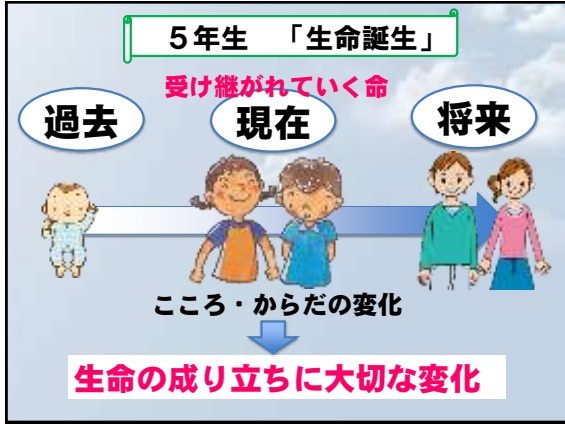 ５年生　「生命誕生」
受け継がれていく命
過去　現在　将来
こころ・からだの変化
生命の成り立ちに大切な変化